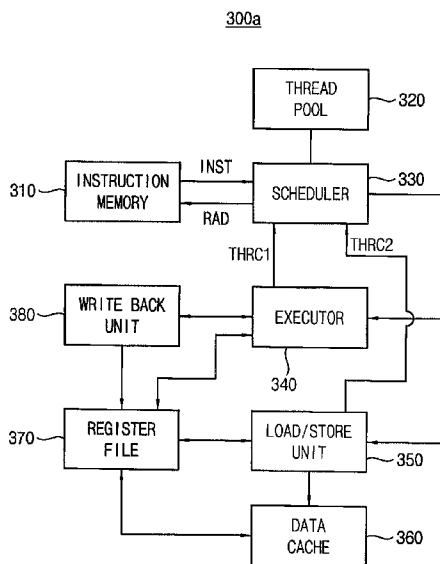 300a
THREAD
POOL
320
INST
INSTRUCTION
MEMORY
310
RAD
SCHEDULER
330
THRC1
THRC2
WRITE BACK
UNIT
380
EXECUTOR
340
REGISTER
FILE
370
LOAD/STORE
UNIT
350
DATA
CACHE
360